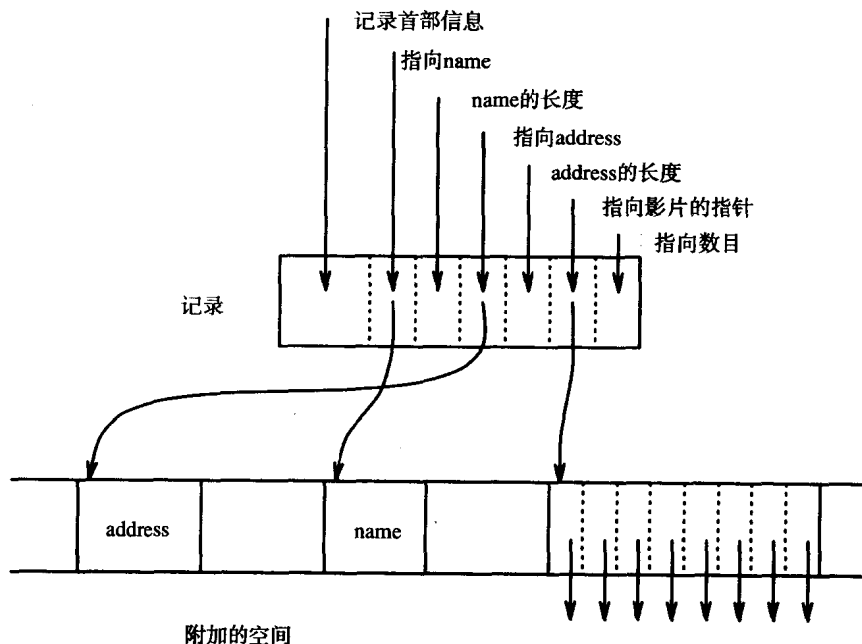 记录首部信息
指向name
name的长度
指向address
address的长度
指向影片的指针
指向数目
记录
address
name
附加的空间